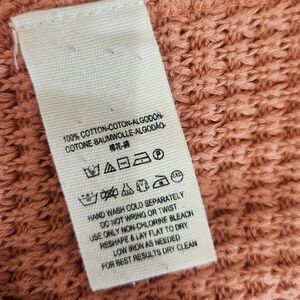 100% COTTON-COTON-ALGODON-
COTONE-BAUMWOLLE-ALGODÃO-
棉花-綿
HAND WASH COLD SEPARATELY
DO NOT WRING OR TWIST
USE ONLY NON-CHLORINE BLEACH
RESHAPE & LAY FLAT TO DRY
LOW IRON AS NEEDED
FOR BEST RESULTS DRY CLEAN